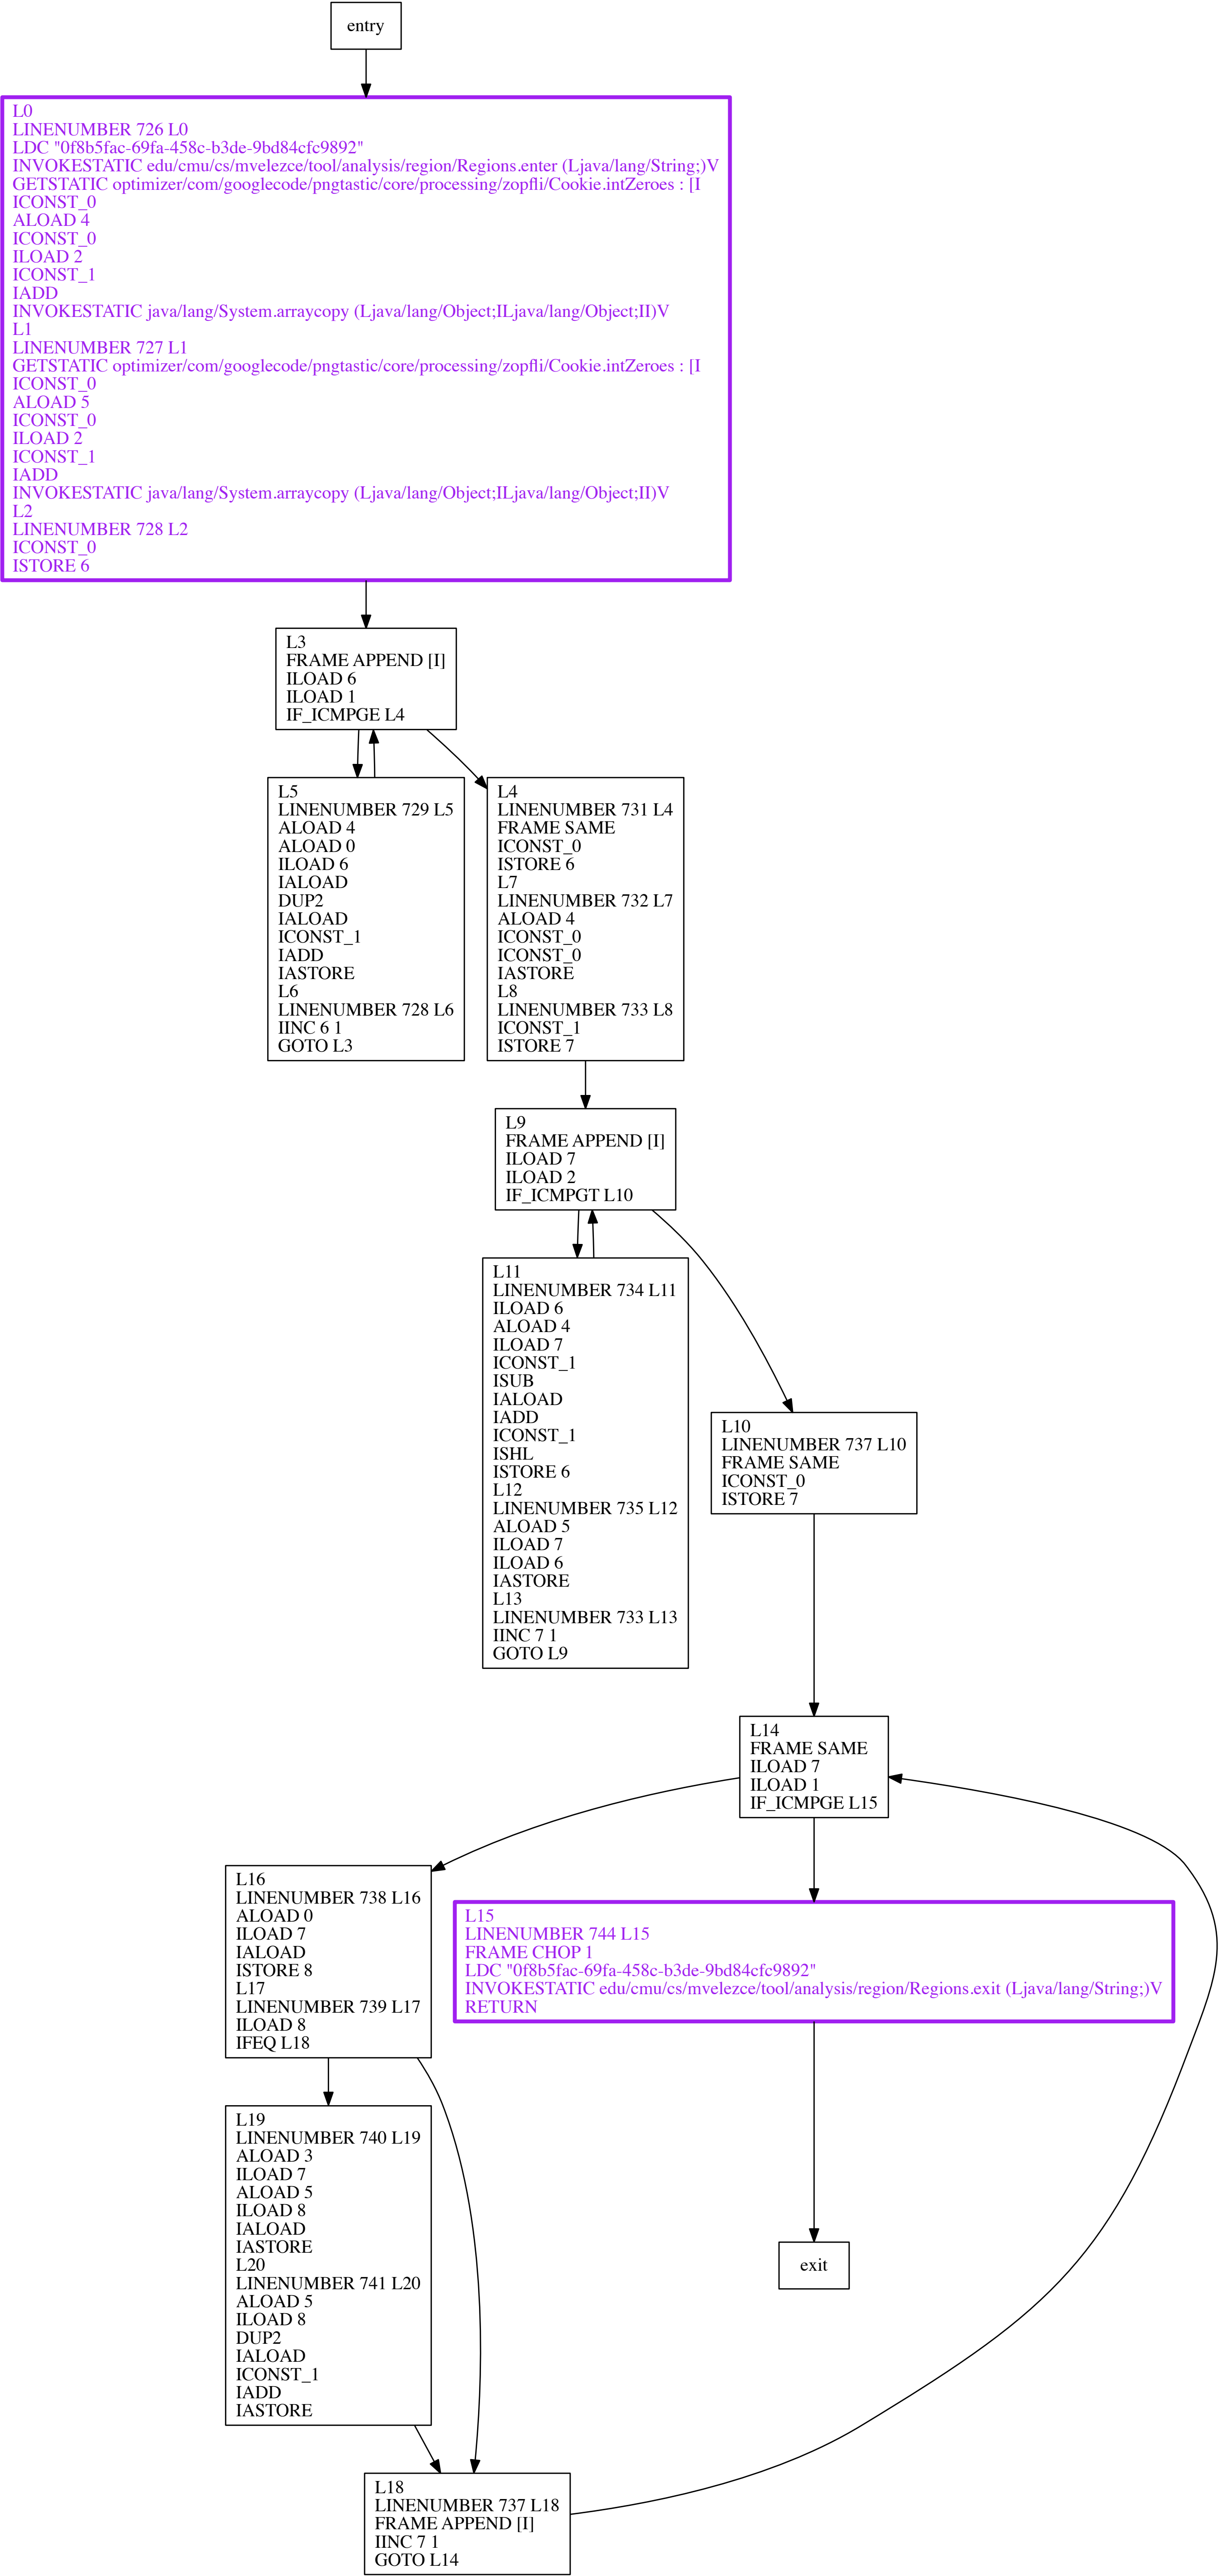 entry
L0
LINENUMBER 726 L0
LDC "0f8b5fac-69fa-458c-b3de-9bd84cfc9892"
INVOKESTATIC edu/cmu/cs/mvelezce/tool/analysis/region/Regions.enter (Ljava/lang/String;)V
GETSTATIC optimizer/com/googlecode/pngtastic/core/processing/zopfli/Cookie.intZeroes : [I
ICONST_0
ALOAD 4
ICONST_0
ILOAD 2
ICONST_1
IADD
INVOKESTATIC java/lang/System.arraycopy (Ljava/lang/Object;ILjava/lang/Object;II)V
L1
LINENUMBER 727 L1
GETSTATIC optimizer/com/googlecode/pngtastic/core/processing/zopfli/Cookie.intZeroes : [I
ICONST_0
ALOAD 5
ICONST_0
ILOAD 2
ICONST_1
IADD
INVOKESTATIC java/lang/System.arraycopy (Ljava/lang/Object;ILjava/lang/Object;II)V
L2
LINENUMBER 728 L2
ICONST_0
ISTORE 6
L3
FRAME APPEND [I]
ILOAD 6
ILOAD 1
IF_ICMPGE L4
L5
LINENUMBER 729 L5
ALOAD 4
ALOAD 0
ILOAD 6
IALOAD
DUP2
IALOAD
ICONST_1
IADD
IASTORE
L6
LINENUMBER 728 L6
IINC 6 1
GOTO L3
L4
LINENUMBER 731 L4
FRAME SAME
ICONST_0
ISTORE 6
L7
LINENUMBER 732 L7
ALOAD 4
ICONST_0
ICONST_0
IASTORE
L8
LINENUMBER 733 L8
ICONST_1
ISTORE 7
L9
FRAME APPEND [I]
ILOAD 7
ILOAD 2
IF_ICMPGT L10
L11
LINENUMBER 734 L11
ILOAD 6
ALOAD 4
ILOAD 7
ICONST_1
ISUB
IALOAD
IADD
ICONST_1
ISHL
ISTORE 6
L12
LINENUMBER 735 L12
ALOAD 5
ILOAD 7
ILOAD 6
IASTORE
L13
LINENUMBER 733 L13
IINC 7 1
GOTO L9
L10
LINENUMBER 737 L10
FRAME SAME
ICONST_0
ISTORE 7
L14
FRAME SAME
ILOAD 7
ILOAD 1
IF_ICMPGE L15
L16
LINENUMBER 738 L16
ALOAD 0
ILOAD 7
IALOAD
ISTORE 8
L17
LINENUMBER 739 L17
ILOAD 8
IFEQ L18
L15
LINENUMBER 744 L15
FRAME CHOP 1
LDC "0f8b5fac-69fa-458c-b3de-9bd84cfc9892"
INVOKESTATIC edu/cmu/cs/mvelezce/tool/analysis/region/Regions.exit (Ljava/lang/String;)V
RETURN
L19
LINENUMBER 740 L19
ALOAD 3
ILOAD 7
ALOAD 5
ILOAD 8
IALOAD
IASTORE
L20
LINENUMBER 741 L20
ALOAD 5
ILOAD 8
DUP2
IALOAD
ICONST_1
IADD
IASTORE
exit
L18
LINENUMBER 737 L18
FRAME APPEND [I]
IINC 7 1
GOTO L14